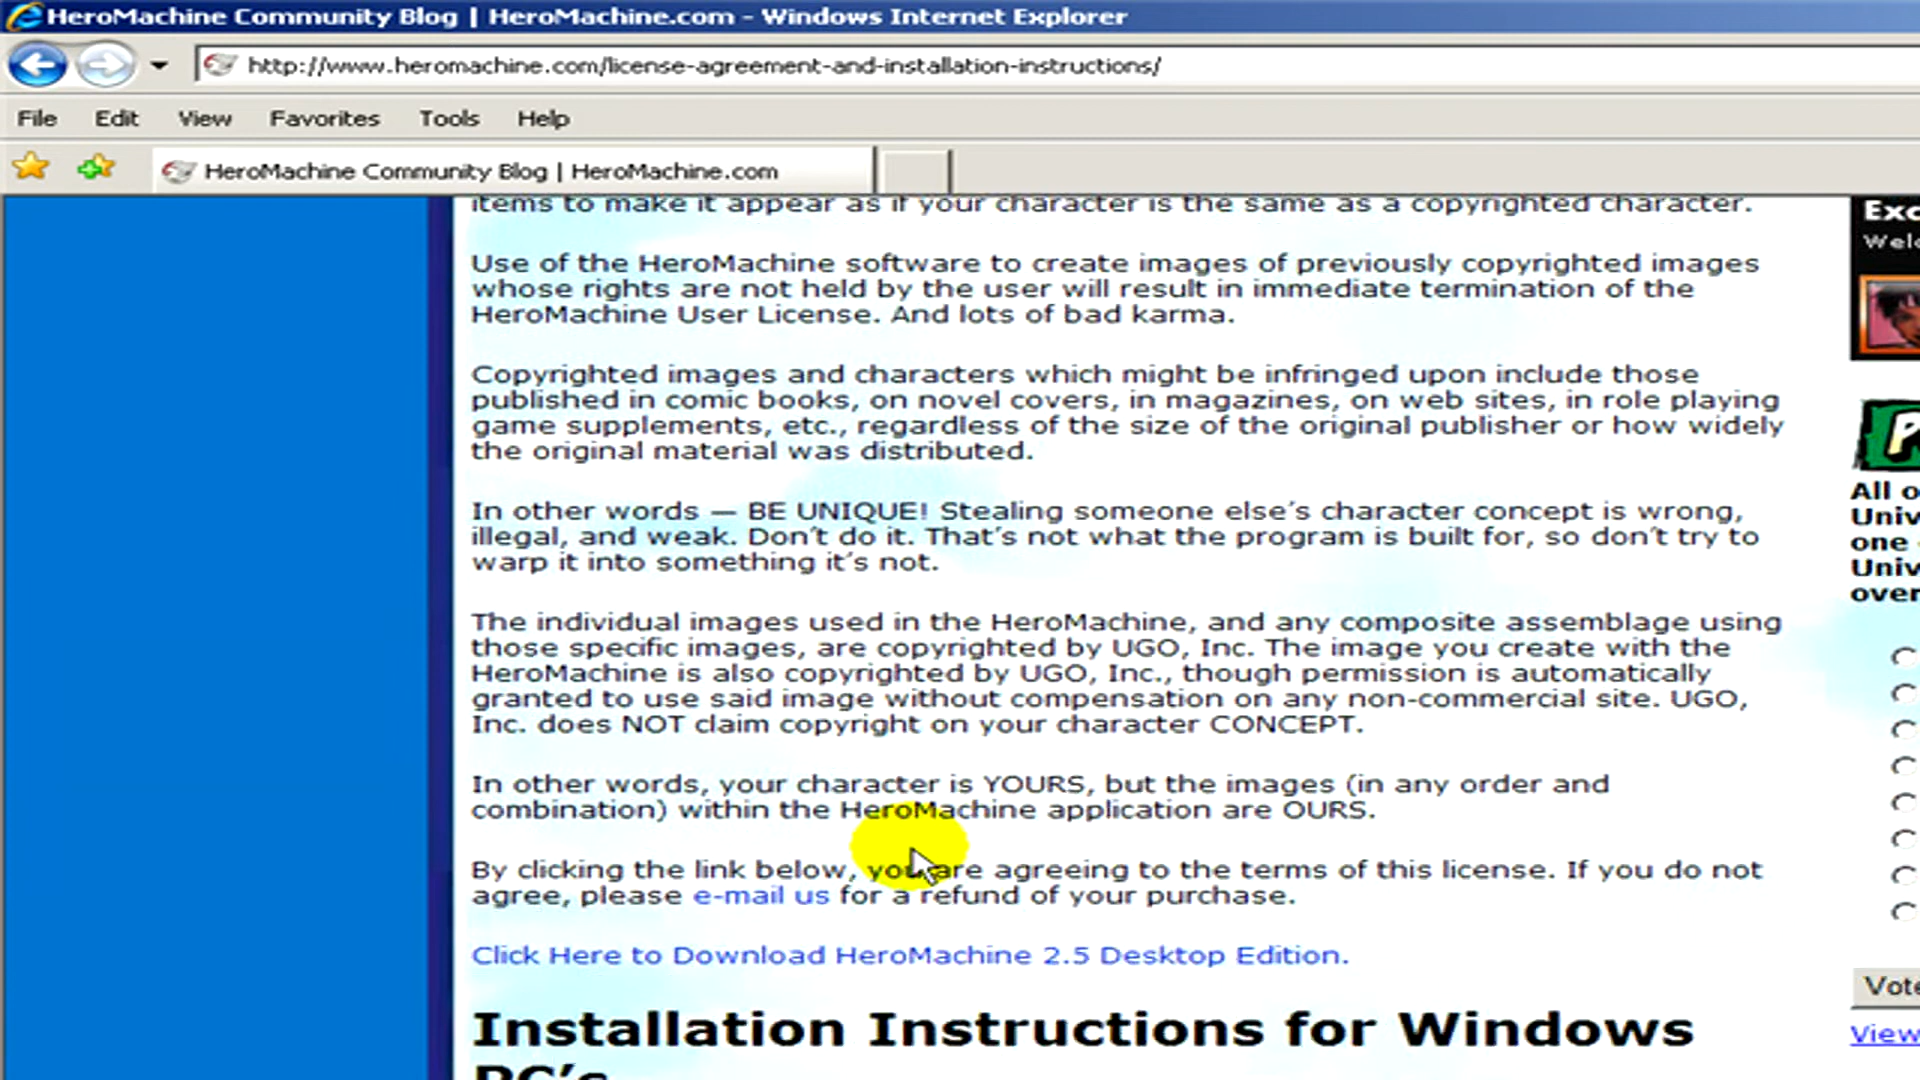 HeroMachine Community Blog | HeroMachine.com - Windows Internet Explorer
http://www.heromachine.com/license-agreement-and-installation-instructions/
File Edit View Favorites Tools Help
HeroMachine Community Blog | HeroMachine.com
items to make it appear as if your character is the same as a copyrighted character.
Use of the HeroMachine software to create images of previously copyrighted images
whose rights are not held by the user will result in immediate termination of the
HeroMachine User License. And lots of bad karma.
Copyrighted images and characters which might be infringed upon include those
published in comic books, on novel covers, in magazines, on web sites, in role playing
game supplements, etc., regardless of the size of the original publisher or how widely
the original material was distributed.
In other words — BE UNIQUE! Stealing someone else's character concept is wrong,
illegal, and weak. Don't do it. That's not what the program is built for, so don't try to
warp it into something it's not.
The individual images used in the HeroMachine, and any composite assemblage using
those specific images, are copyrighted by UGO, Inc. The image you create with the
HeroMachine is also copyrighted by UGO, Inc., though permission is automatically
granted to use said image without compensation on any non-commercial site. UGO,
Inc. does NOT claim copyright on your character CONCEPT.
In other words, your character is YOURS, but the images (in any order and
combination) within the HeroMachine application are OURS.
By clicking the link below, you are agreeing to the terms of this license. If you do not
agree, please e-mail us for a refund of your purchase.
Click Here to Download HeroMachine 2.5 Desktop Edition.
Installation Instructions for Windows
PC's
Exc
Welc
P
All o
Univ
one
Univ
over
Vote
View